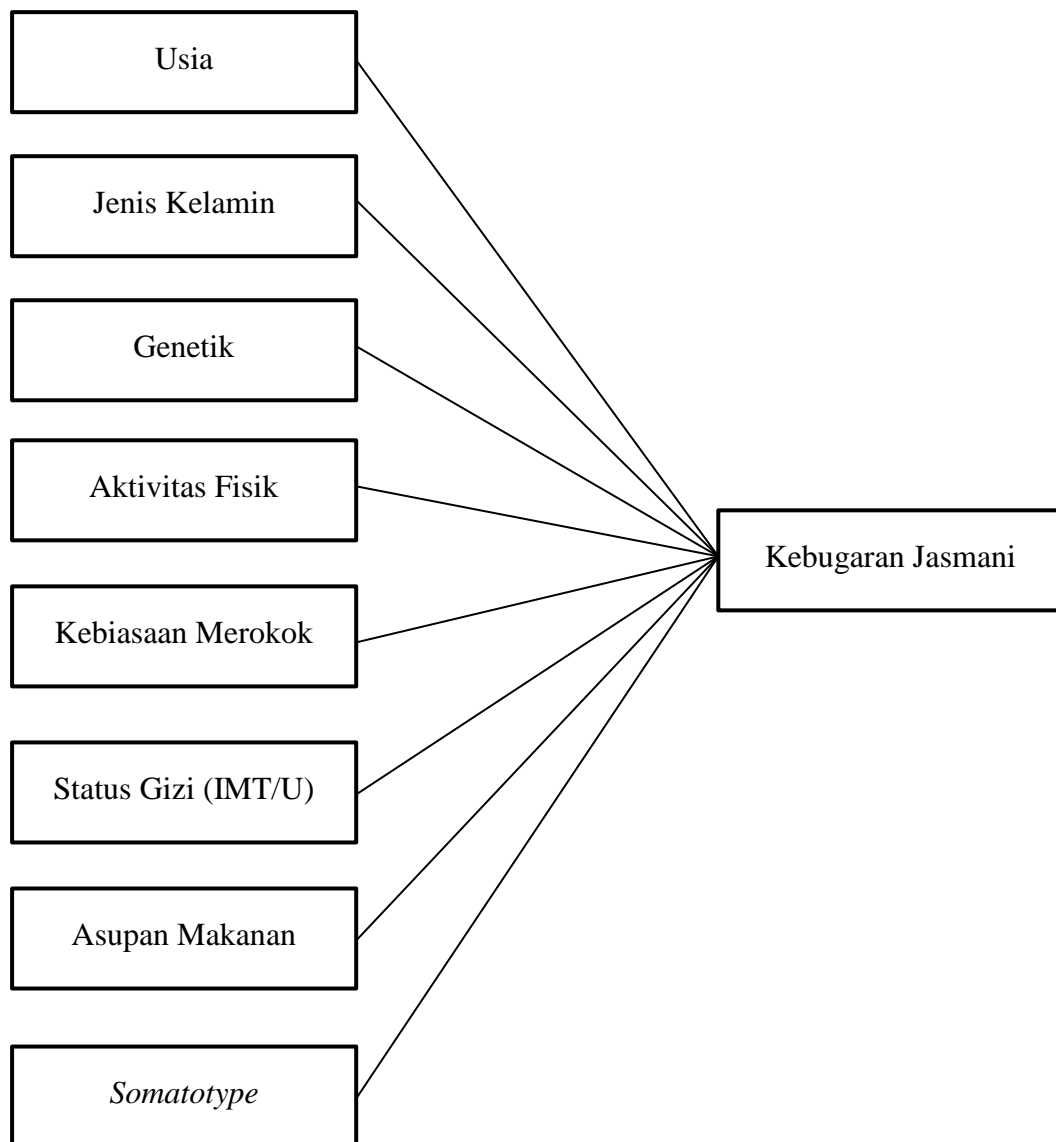 Usia
Jenis Kelamin
Genetik
Aktivitas Fisik
Kebiasaan Merokok
Status Gizi (IMT/U)
Asupan Makanan
Somatotype
Kebugaran Jasmani